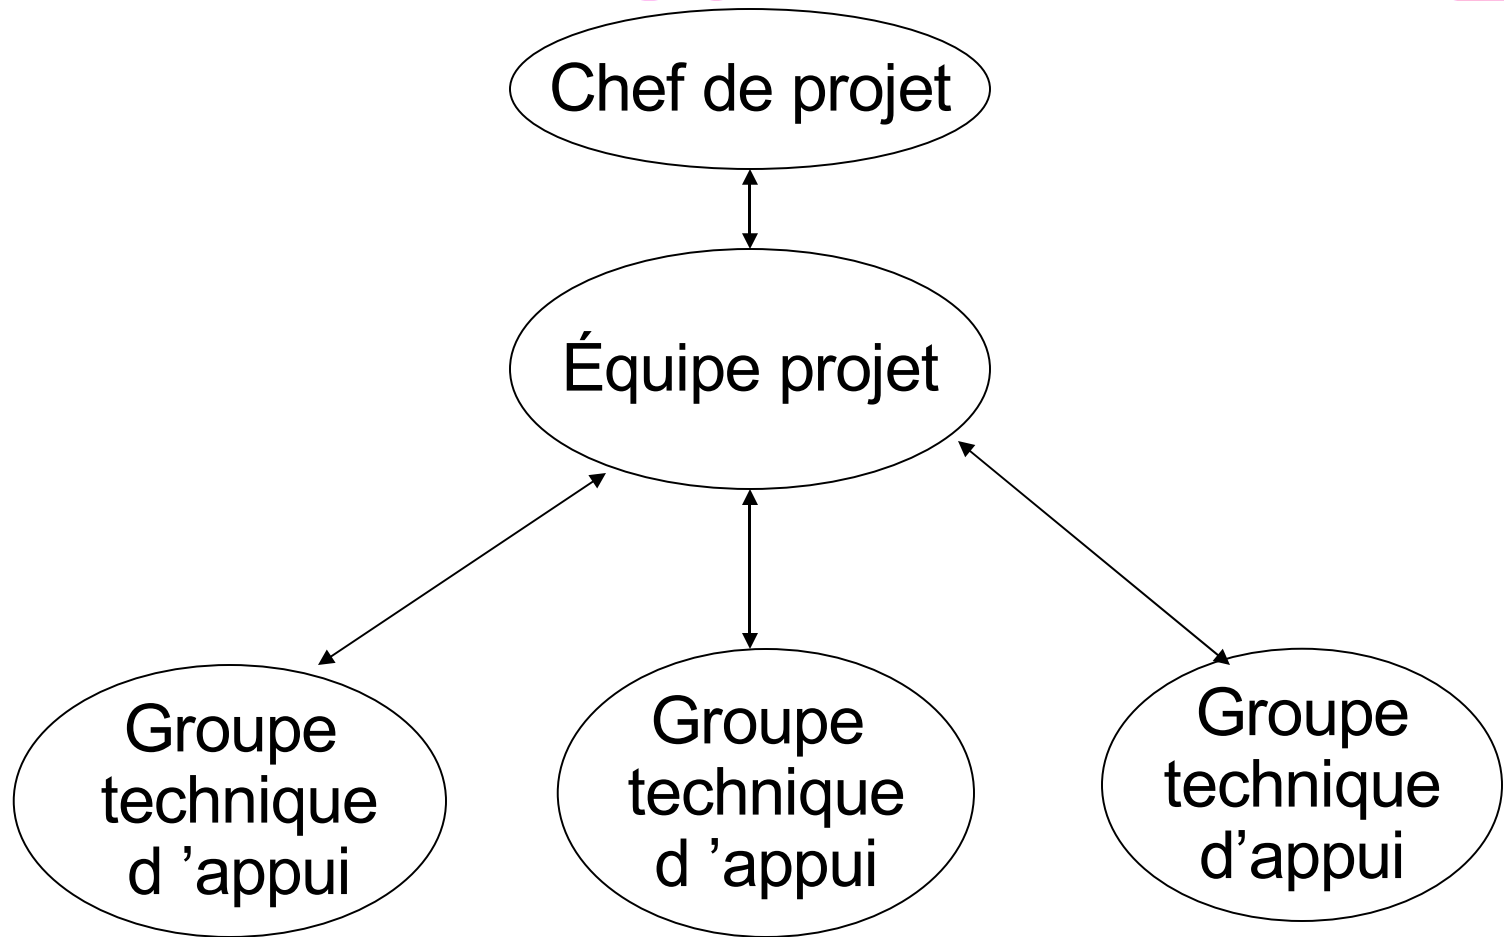 Chef de projet
Équipe projet
Groupe
technique
d ’appui
Groupe
technique
d ’appui
Groupe
technique
d’appui